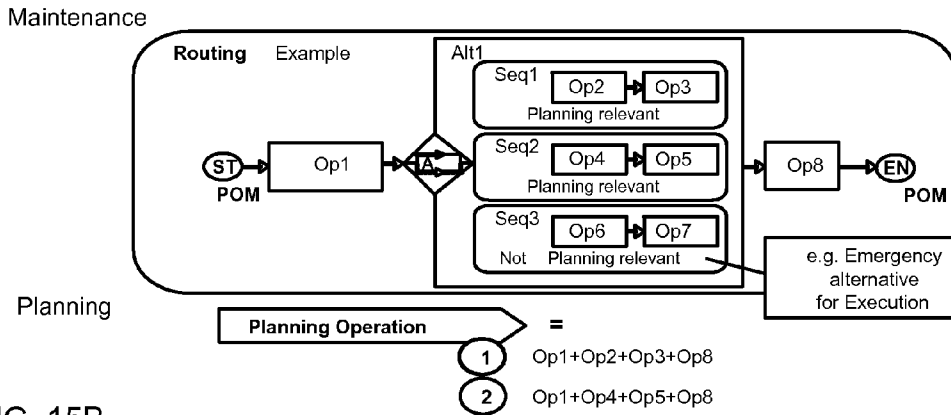 Maintenance
Routing Example
Alt1
Seq1
Op2
Op3
Planning relevant
ST
POM
Op1
A
Seq2
Op4
Op5
Planning relevant
Op8
EN
POM
Seq3
Op6
Op7
Not Planning relevant
e.g. Emergency
alternative
for Execution
Planning
Planning Operation =
1 Op1+Op2+Op3+Op8
2 Op1+Op4+Op5+Op8